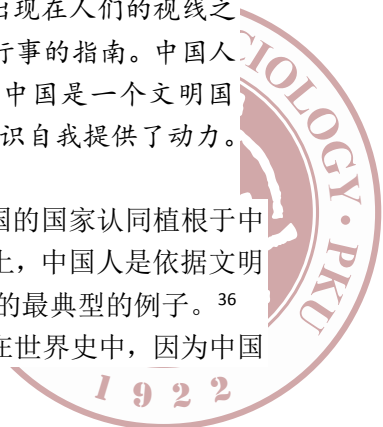 出现在人们的视线之
行事的指南。中国人
中国是一个文明国
识自我提供了动力。
国的国家认同植根于中
上，中国人是依据文明
的最典型的例子。36
在世界史中，因为中国
IOLOGY · PKU
1922